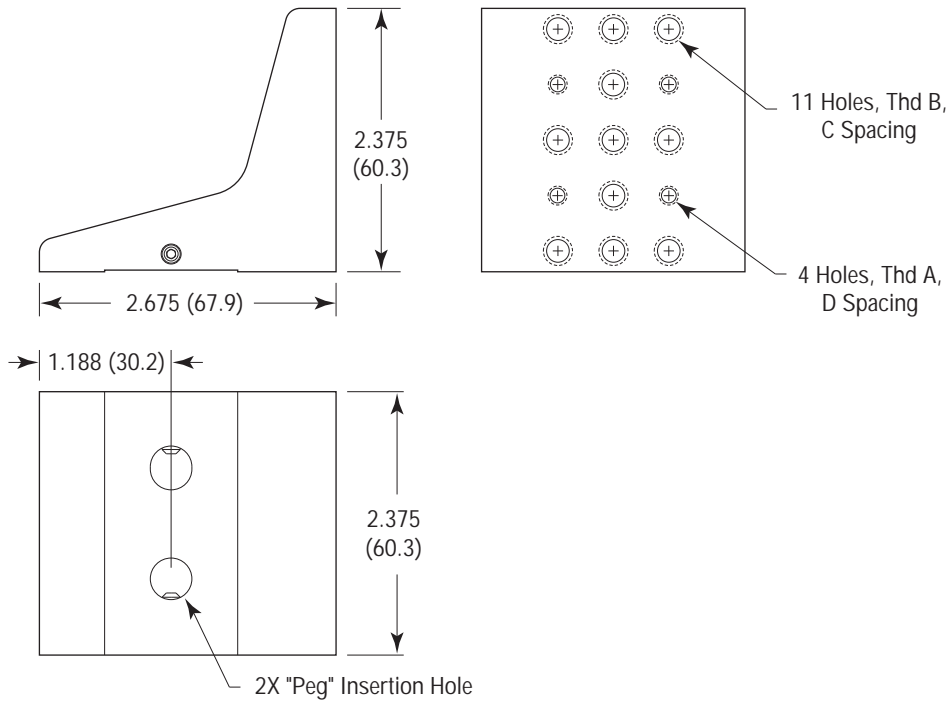 2.375
(60.3)
11 Holes, Thd B,
C Spacing
4 Holes, Thd A,
D Spacing
2.675 (67.9)
1.188 (30.2)
2.375
(60.3)
2X "Peg" Insertion Hole